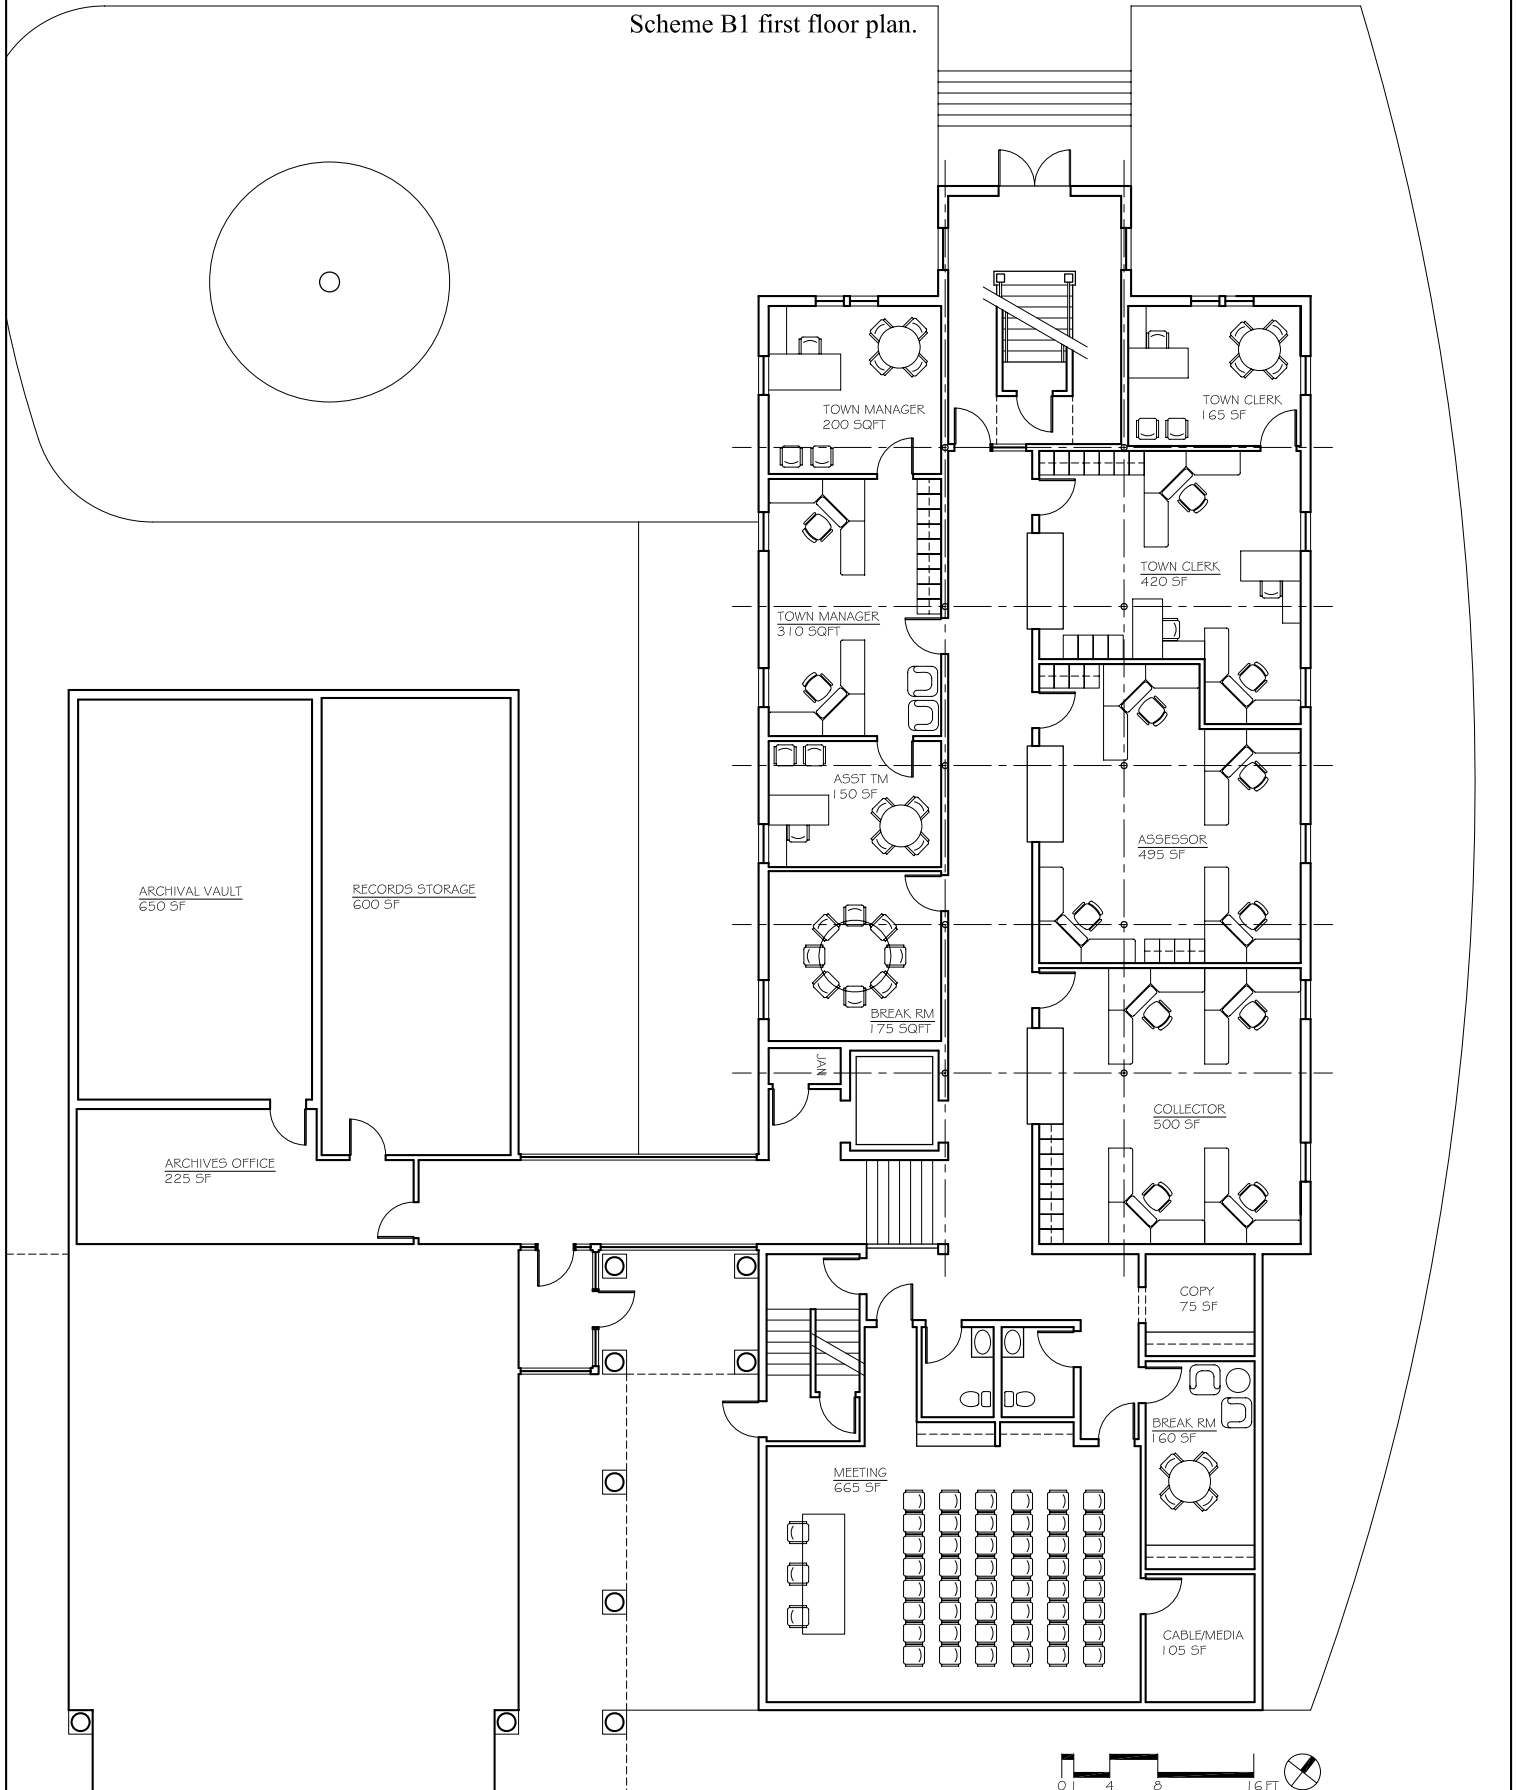 Scheme B1 first floor plan.
TOWN MANAGER
200 SQFT
TOWN CLERK
165 SF
TOWN CLERK
420 SF
TOWN MANAGER
310 SQFT
ASST TM
150 SF
ASSESSOR
495 SF
ARCHIVAL VAULT
650 SF
RECORDS STORAGE
600 SF
BREAK RM
175 SQFT
JAN
COLLECTOR
500 SF
ARCHIVES OFFICE
225 SF
COPY
75 SF
BREAK RM
160 SF
MEETING
665 SF
CABLE/MEDIA
105 SF
0 1 4 8 16 FT